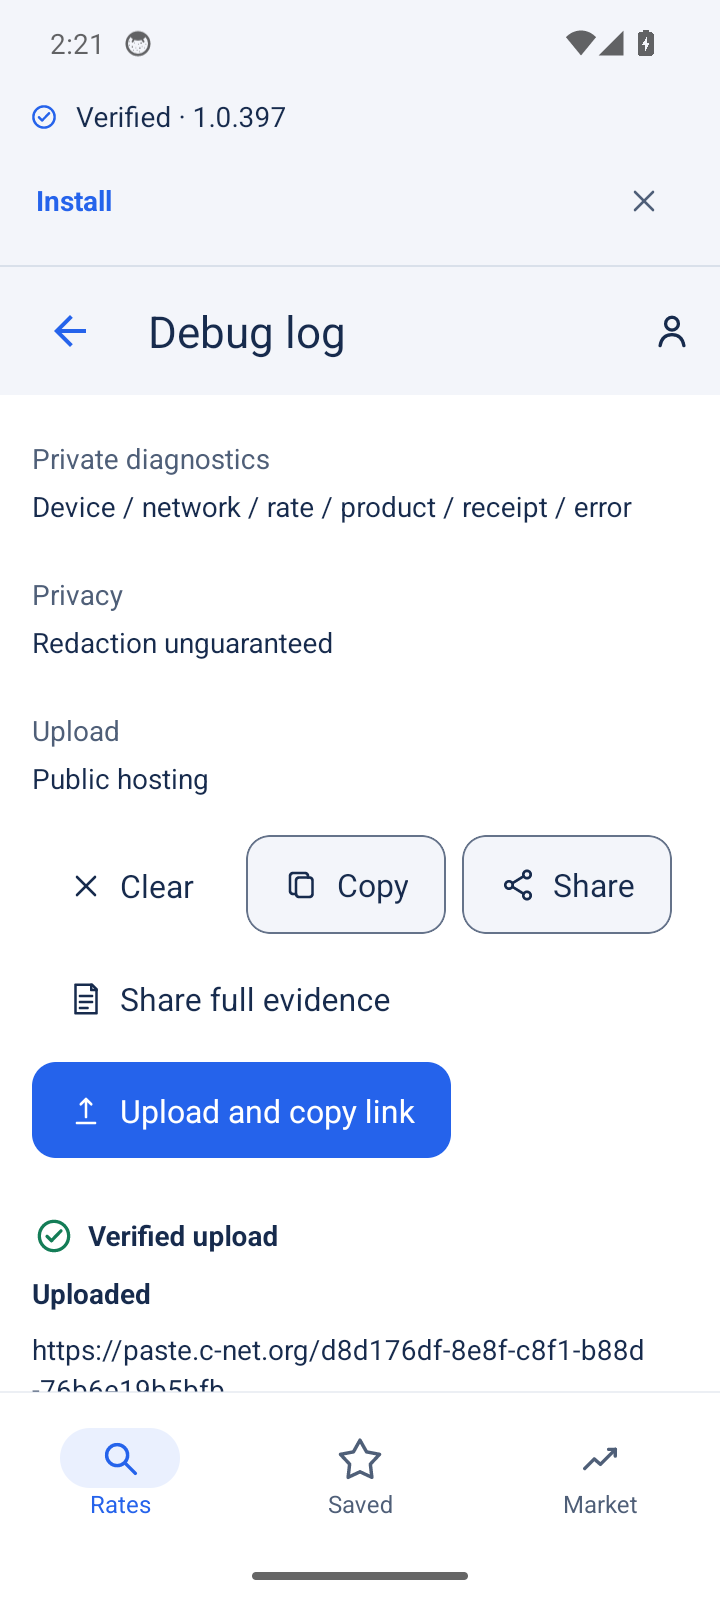 2:21
Verified · 1.0.397
Install
Debug log
Private diagnostics
Device / network / rate / product / receipt / error
Privacy
Redaction unguaranteed
Upload
Public hosting
Clear
Copy
Share
Share full evidence
Upload and copy link
Verified upload
Uploaded
https://paste.c-net.org/d8d176df-8e8f-c8f1-b88d
-76b6e19b5bfb
Rates
Saved
Market